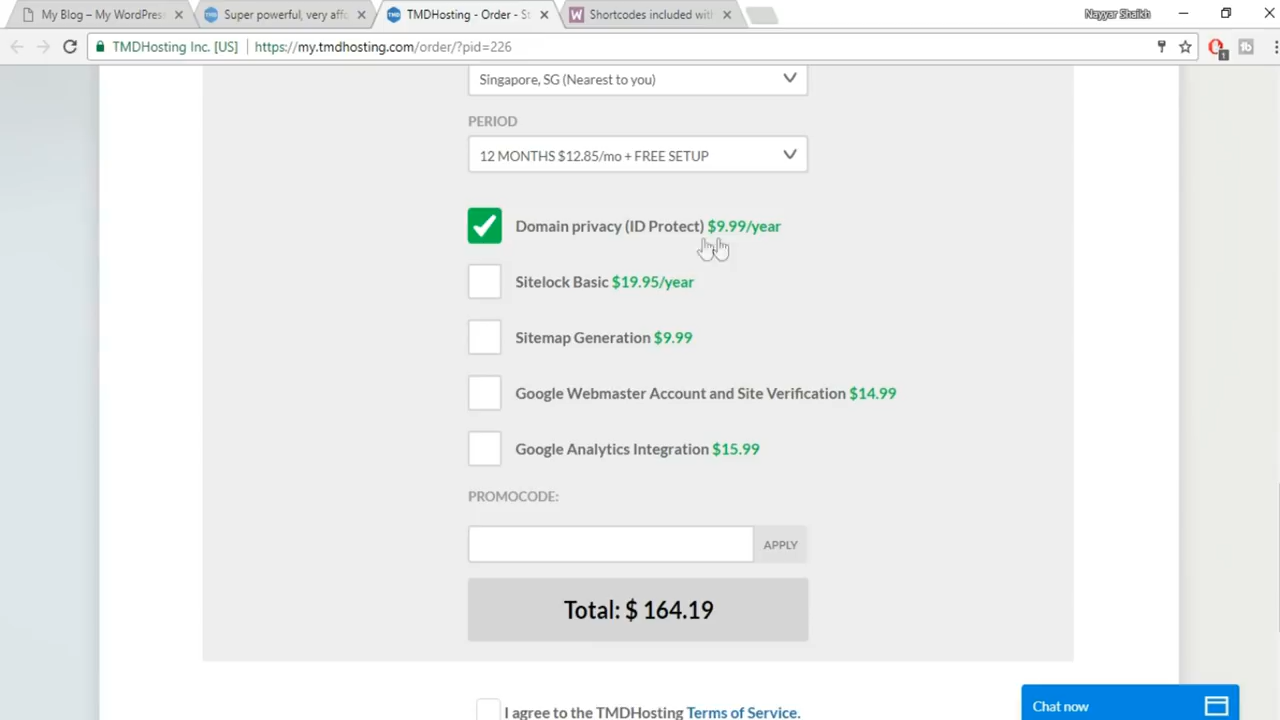 My Blog – My WordPress
Super powerful, very affo
TMDHosting - Order - St
Shortcodes included with
Nayyar Shaikh
TMDHosting Inc. [US]
https://my.tmdhosting.com/order/?pid=226
1
Singapore, SG (Nearest to you)
PERIOD
12 MONTHS $12.85/mo + FREE SETUP
Domain privacy (ID Protect) $9.99/year
Sitelock Basic $19.95/year
Sitemap Generation $9.99
Google Webmaster Account and Site Verification $14.99
Google Analytics Integration $15.99
PROMOCODE:
APPLY
Total: $ 164.19
I agree to the TMDHosting Terms of Service.
Chat now